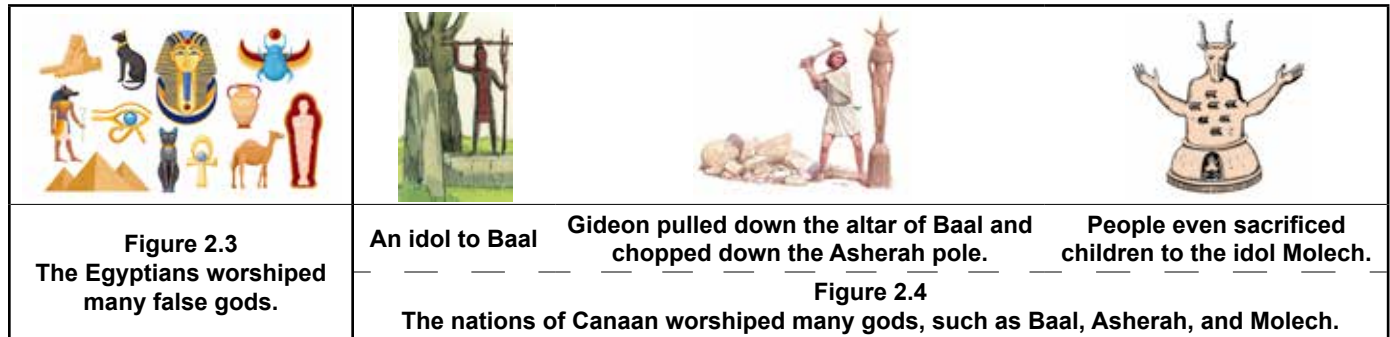 Figure 2.3
The Egyptians worshiped
many false gods.
An idol to Baal
Gideon pulled down the altar of Baal and
chopped down the Asherah pole.
People even sacrificed
children to the idol Molech.
Figure 2.4
The nations of Canaan worshiped many gods, such as Baal, Asherah, and Molech.